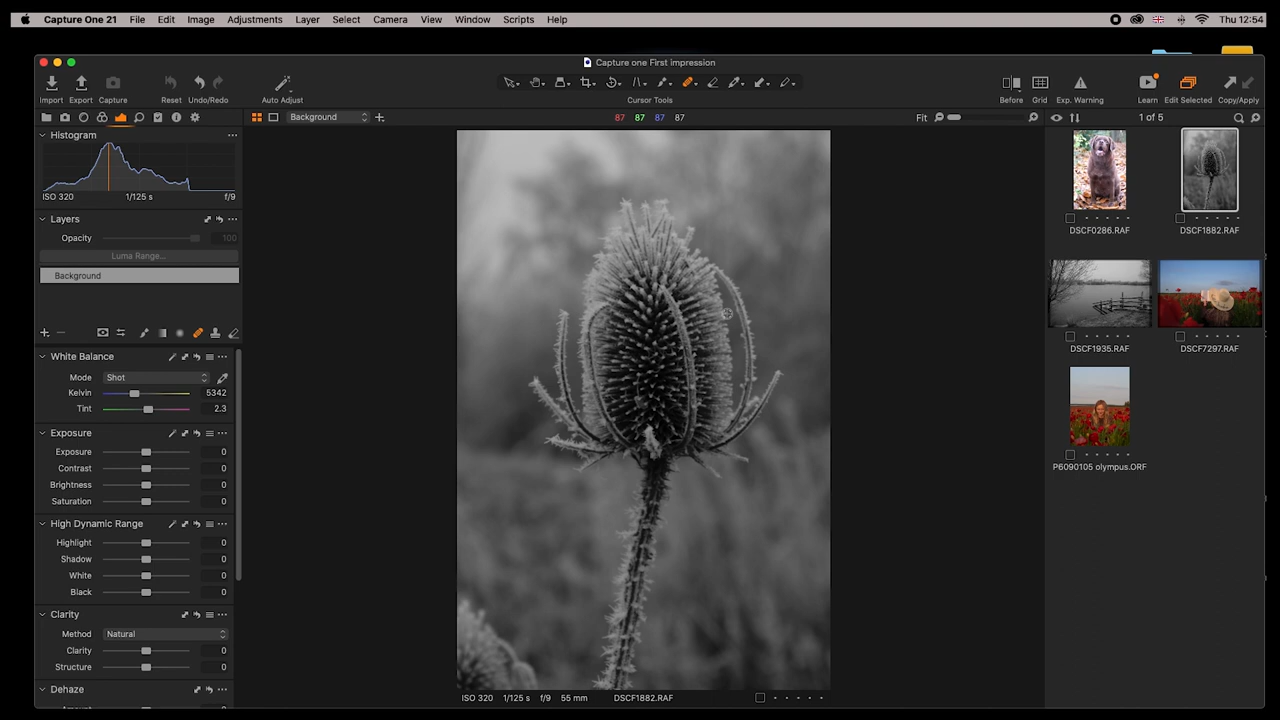 Capture One 21 File Edit Image Adjustments Layer Select Camera View Window Scripts Help Thu 12:54
Capture one First impression
Import Export Capture Reset Undo/Redo Auto Adjust Cursor Tools Before Grid Exp. Warning Learn Edit Selected Copy/Apply
Background 87 87 87 87 Fit 1 of 5
Histogram
ISO 320 1/125 s f/9
Layers
Opacity 100
Luma Range...
Background
White Balance
Mode Shot
Kelvin 5342
Tint 2.3
Exposure
Exposure 0
Contrast 0
Brightness 0
Saturation 0
High Dynamic Range
Highlight 0
Shadow 0
White 0
Black 0
Clarity
Method Natural
Clarity 0
Structure 0
Dehaze
ISO 320 1/125 s f/9 55 mm DSCF1882.RAF
DSCF0286.RAF DSCF1882.RAF
DSCF1935.RAF DSCF7297.RAF
P6090105 olympus.ORF